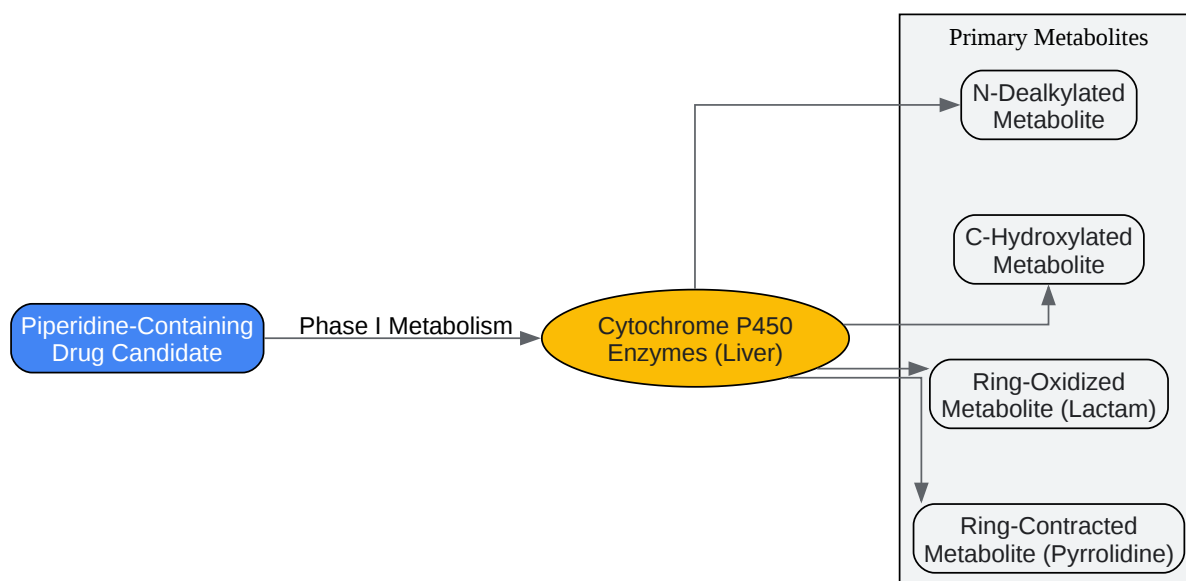 Primary Metabolites
N-Dealkylated
Metabolite
C-Hydroxylated
Metabolite
Piperidine-Containing
Drug Candidate
Phase I Metabolism
Cytochrome P450
Enzymes (Liver)
Ring-Oxidized
Metabolite (Lactam)
Ring-Contracted
Metabolite (Pyrrolidine)